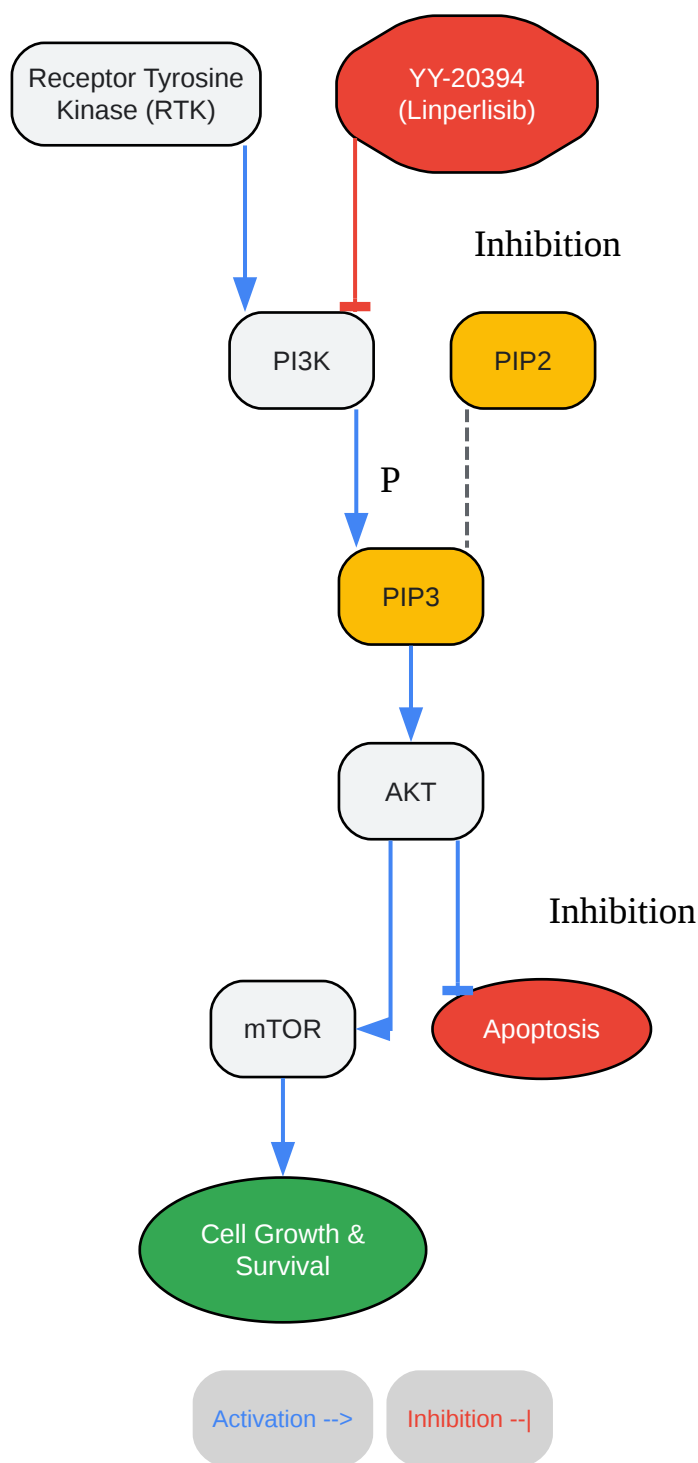 Receptor Tyrosine
Kinase (RTK)
YY-20394
(Linperlisib)
Inhibition
PI3K
PIP2
P
PIP3
AKT
Inhibition
mTOR
Apoptosis
Cell Growth &
Survival
Activation -->
Inhibition --|